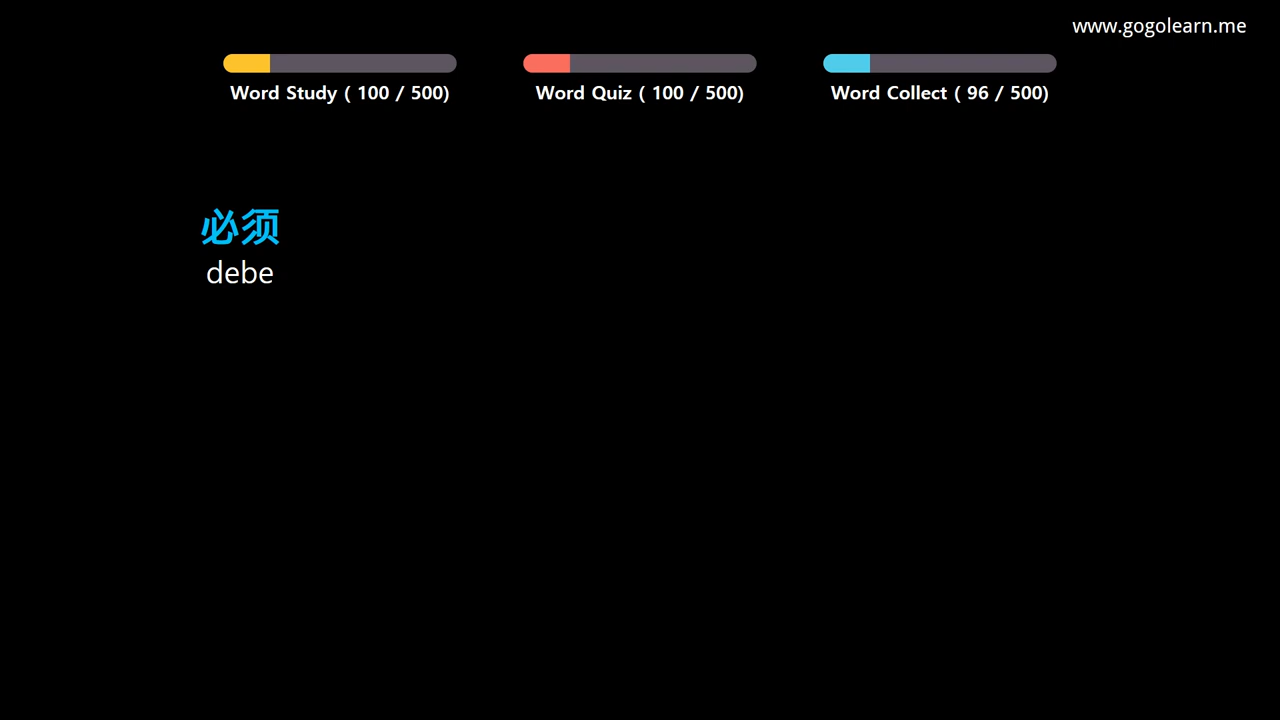 www.gogolearn.me
Word Study ( 100 / 500)
Word Quiz ( 100 / 500)
Word Collect ( 96 / 500)
必须
debe